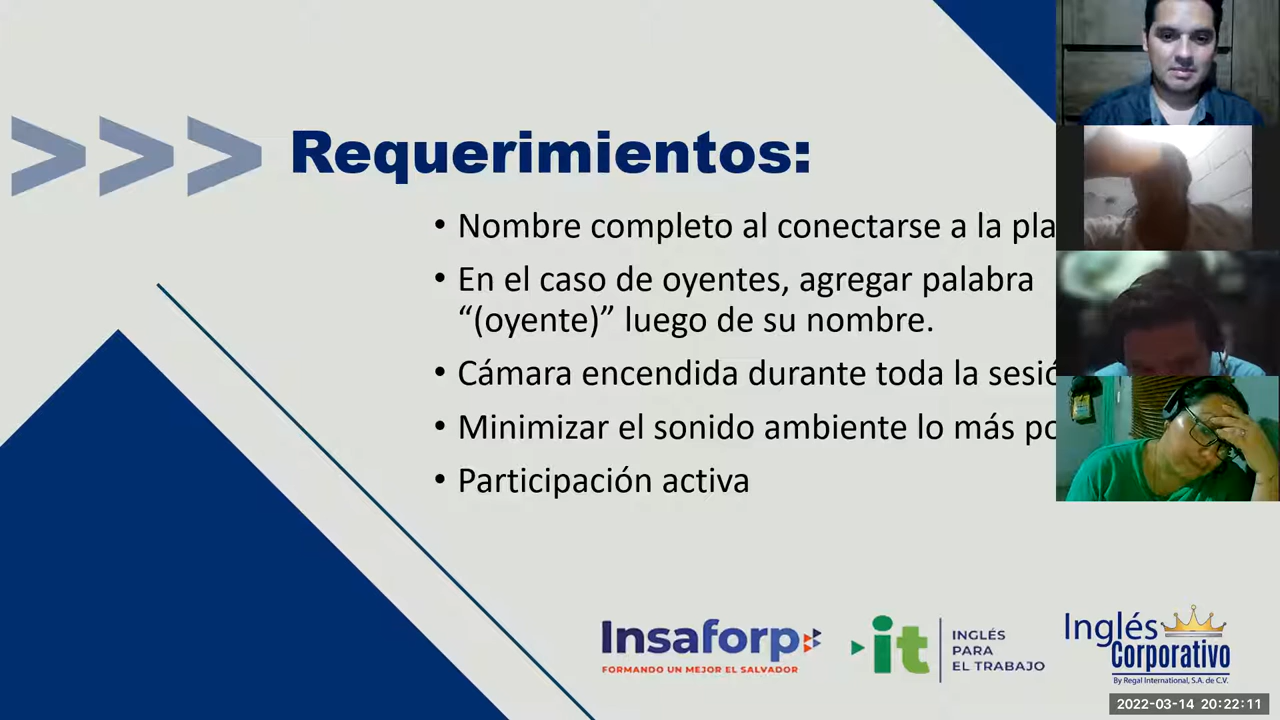 >>> Requerimientos:
• Nombre completo al conectarse a la pla
• En el caso de oyentes, agregar palabra
“(oyente)” luego de su nombre.
• Cámara encendida durante toda la sesió
• Minimizar el sonido ambiente lo más po
• Participación activa
Insaforp
FORMANDO UN MEJOR EL SALVADOR
it
INGLÉS
PARA
EL TRABAJO
Inglés
Corporativo
By Regal International, S.A. de C.V.
2022-03-14 20:22:11